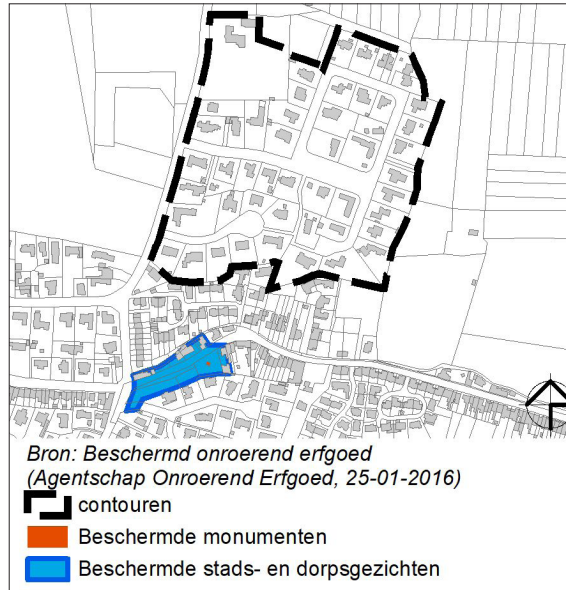 Bron: Beschermd onroerend erfgoed
(Agentschap Onroerend Erfgoed, 25-01-2016)
contouren
Beschermde monumenten
Beschermde stads- en dorpsgezichten